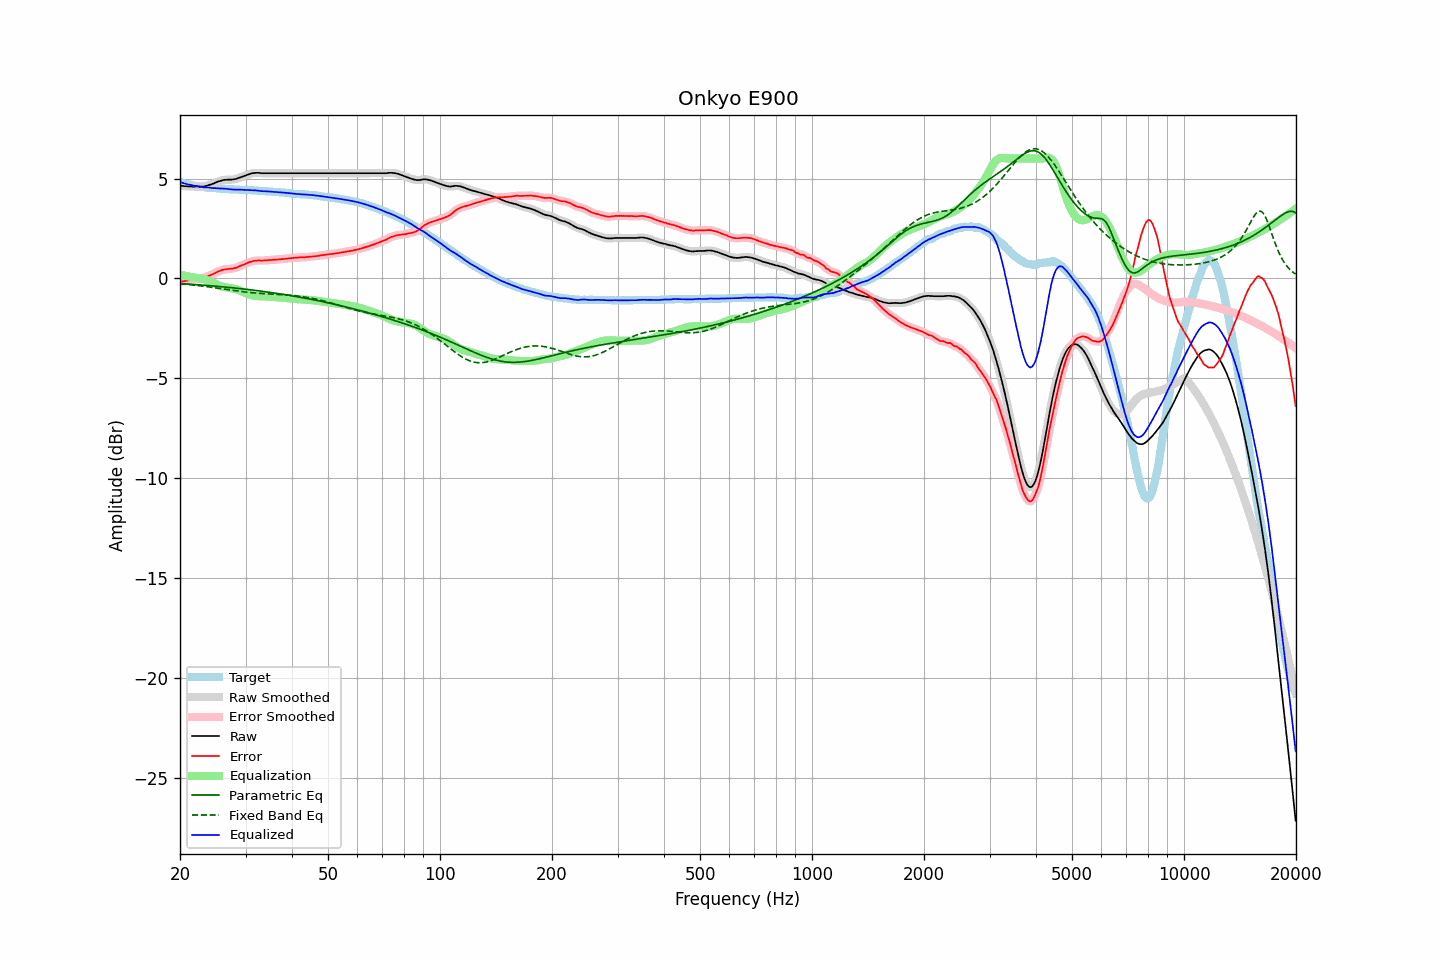 Onkyo E900
Amplitude (dBr)
5
0
−5
−10
−15
−20
−25
Target
Raw Smoothed
Error Smoothed
Raw
Error
Equalization
Parametric Eq
Fixed Band Eq
Equalized
20 50 100 200 500 1000 2000 5000 10000 20000
Frequency (Hz)